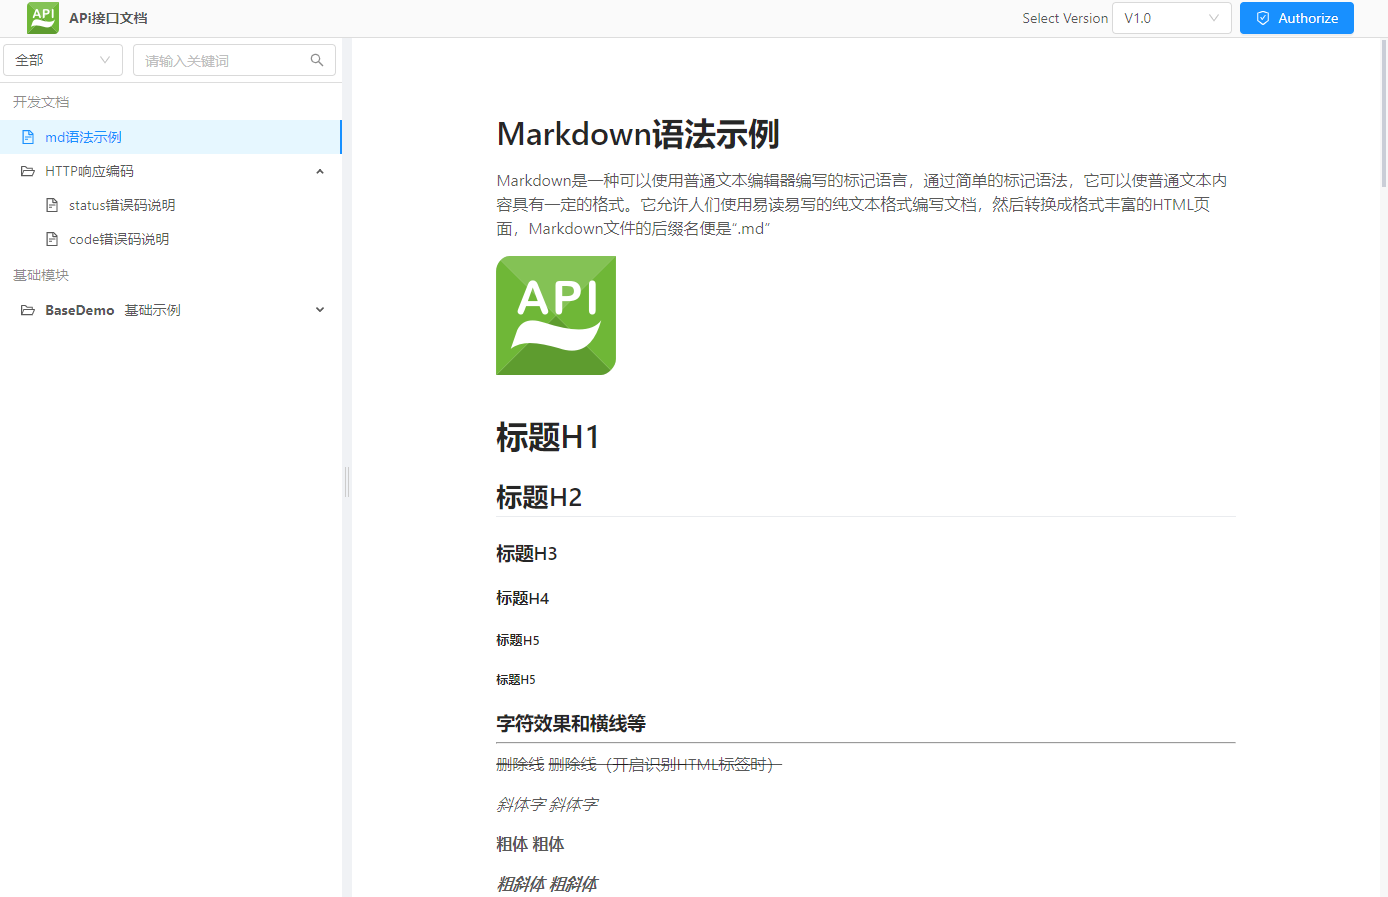 API
APi接口文档
Select Version
V1.0
Authorize
全部
请输入关键词
开发文档
md语法示例
HTTP响应编码
status错误码说明
code错误码说明
基础模块
BaseDemo 基础示例
Markdown语法示例
Markdown是一种可以使用普通文本编辑器编写的标记语言，通过简单的标记语法，它可以使普通文本内
容具有一定的格式。它允许人们使用易读易写的纯文本格式编写文档，然后转换成格式丰富的HTML页
面，Markdown文件的后缀名便是“.md”
API
标题H1
标题H2
标题H3
标题H4
标题H5
标题H5
字符效果和横线等
删除线 删除线（开启识别HTML标签时）
斜体字 斜体字
粗体 粗体
粗斜体 粗斜体